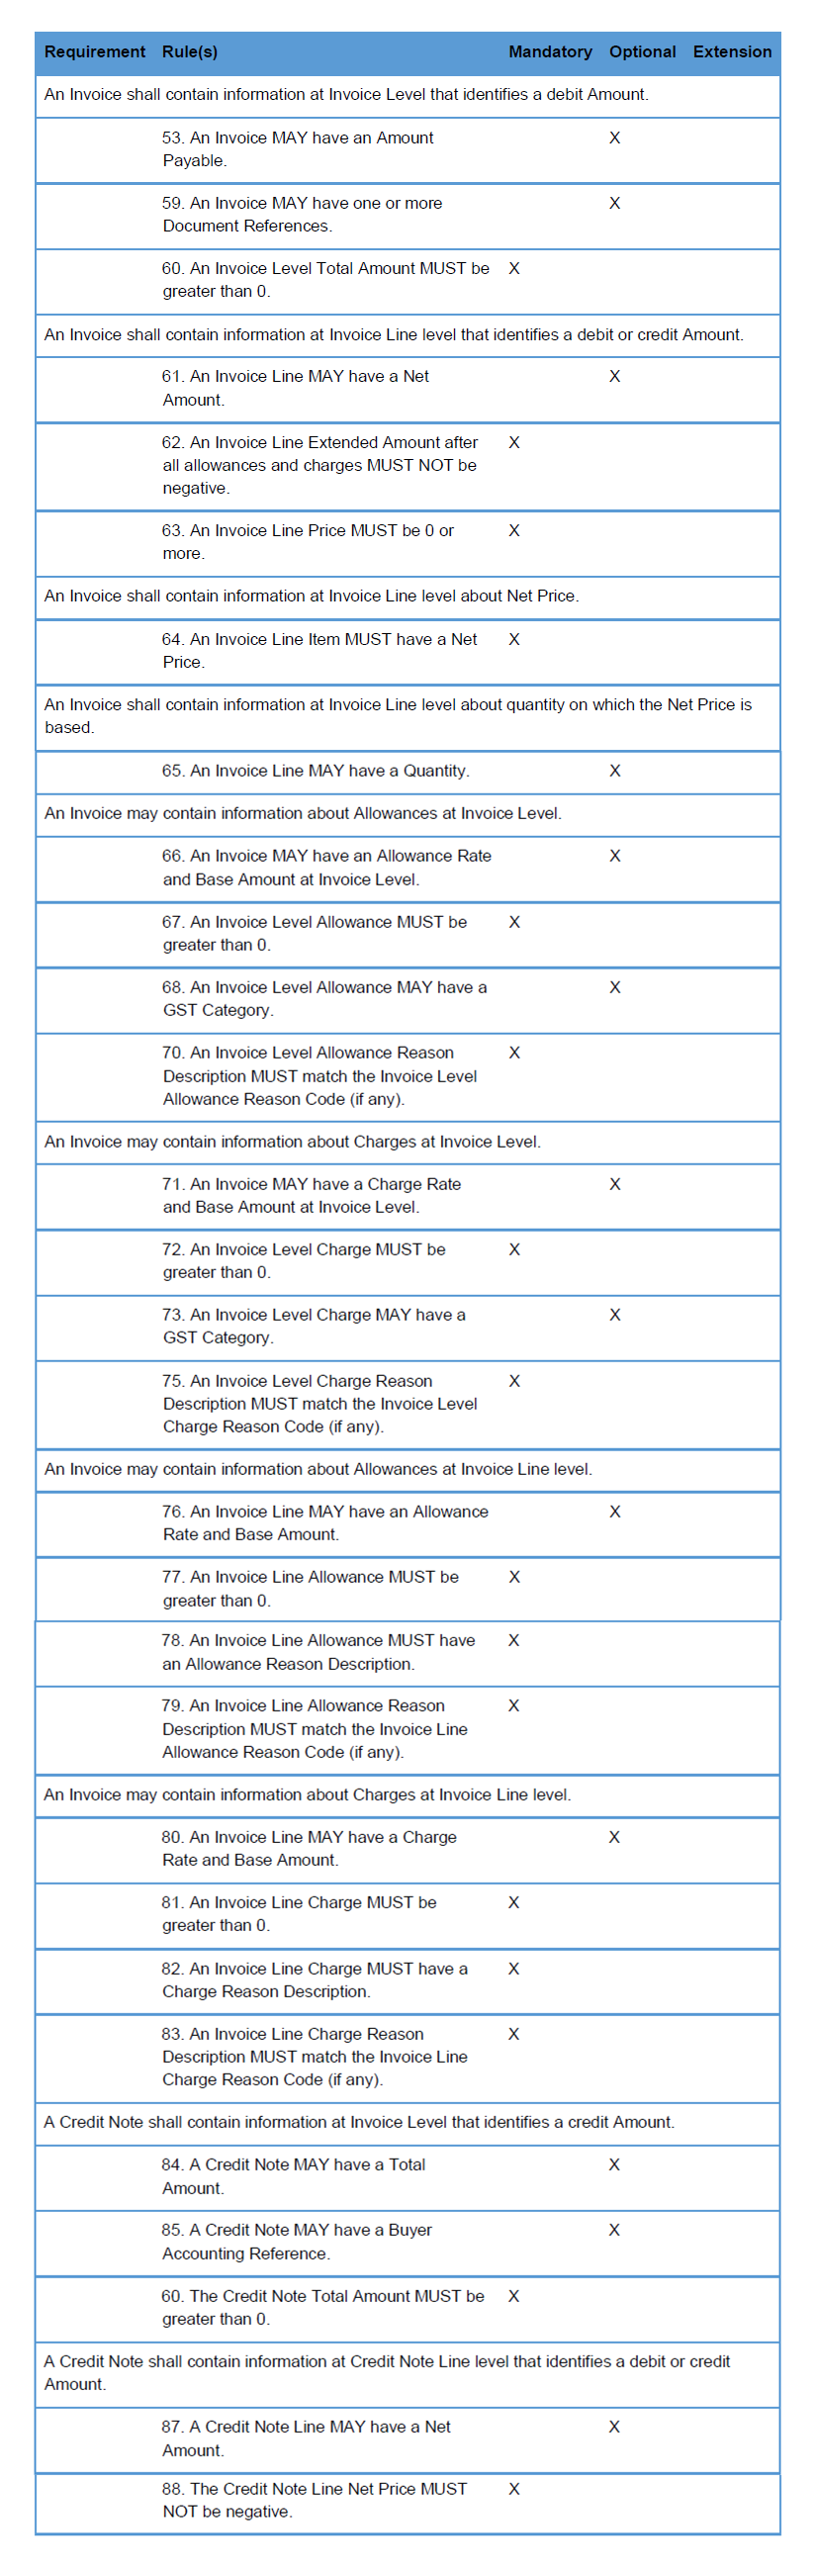 Requirement Rule(s) Mandatory Optional Extension
An Invoice shall contain information at Invoice Level that identifies a debit Amount.
53. An Invoice MAY have an Amount X
Payable.
59. An Invoice MAY have one or more X
Document References.
60. An Invoice Level Total Amount MUST be X
greater than 0.
An Invoice shall contain information at Invoice Line level that identifies a debit or credit Amount.
61. An Invoice Line MAY have a Net X
Amount.
62. An Invoice Line Extended Amount after X
all allowances and charges MUST NOT be
negative.
63. An Invoice Line Price MUST be 0 or X
more.
An Invoice shall contain information at Invoice Line level about Net Price.
64. An Invoice Line Item MUST have a Net X
Price.
An Invoice shall contain information at Invoice Line level about quantity on which the Net Price is
based.
65. An Invoice Line MAY have a Quantity. X
An Invoice may contain information about Allowances at Invoice Level.
66. An Invoice MAY have an Allowance Rate X
and Base Amount at Invoice Level.
67. An Invoice Level Allowance MUST be X
greater than 0.
68. An Invoice Level Allowance MAY have a X
GST Category.
70. An Invoice Level Allowance Reason X
Description MUST match the Invoice Level
Allowance Reason Code (if any).
An Invoice may contain information about Charges at Invoice Level.
71. An Invoice MAY have a Charge Rate X
and Base Amount at Invoice Level.
72. An Invoice Level Charge MUST be X
greater than 0.
73. An Invoice Level Charge MAY have a X
GST Category.
75. An Invoice Level Charge Reason X
Description MUST match the Invoice Level
Charge Reason Code (if any).
An Invoice may contain information about Allowances at Invoice Line level.
76. An Invoice Line MAY have an Allowance X
Rate and Base Amount.
77. An Invoice Line Allowance MUST be X
greater than 0.
78. An Invoice Line Allowance MUST have X
an Allowance Reason Description.
79. An Invoice Line Allowance Reason X
Description MUST match the Invoice Line
Allowance Reason Code (if any).
An Invoice may contain information about Charges at Invoice Line level.
80. An Invoice Line MAY have a Charge X
Rate and Base Amount.
81. An Invoice Line Charge MUST be X
greater than 0.
82. An Invoice Line Charge MUST have a X
Charge Reason Description.
83. An Invoice Line Charge Reason X
Description MUST match the Invoice Line
Charge Reason Code (if any).
A Credit Note shall contain information at Invoice Level that identifies a credit Amount.
84. A Credit Note MAY have a Total X
Amount.
85. A Credit Note MAY have a Buyer X
Accounting Reference.
60. The Credit Note Total Amount MUST be X
greater than 0.
A Credit Note shall contain information at Credit Note Line level that identifies a debit or credit
Amount.
87. A Credit Note Line MAY have a Net X
Amount.
88. The Credit Note Line Net Price MUST X
NOT be negative.